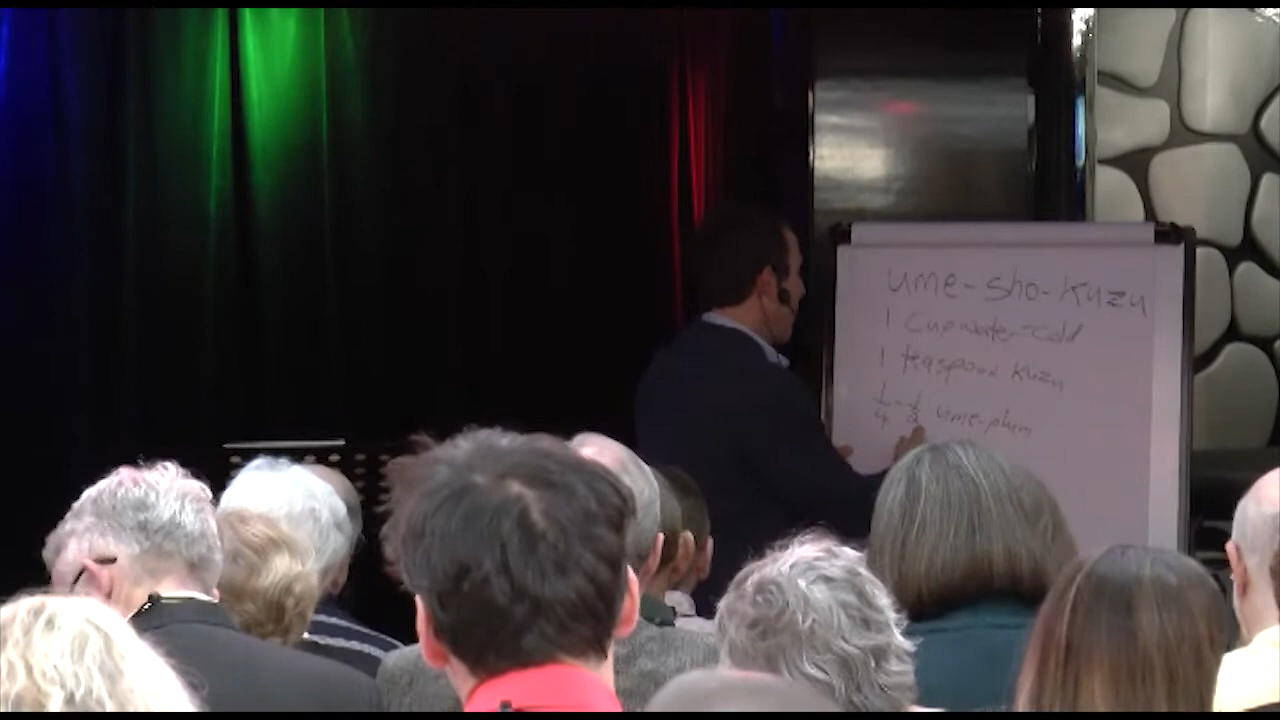 ume-sho-kuzu
1 cup water-cold
1 teaspoon kuzu
1/4-1/2 ume-plum